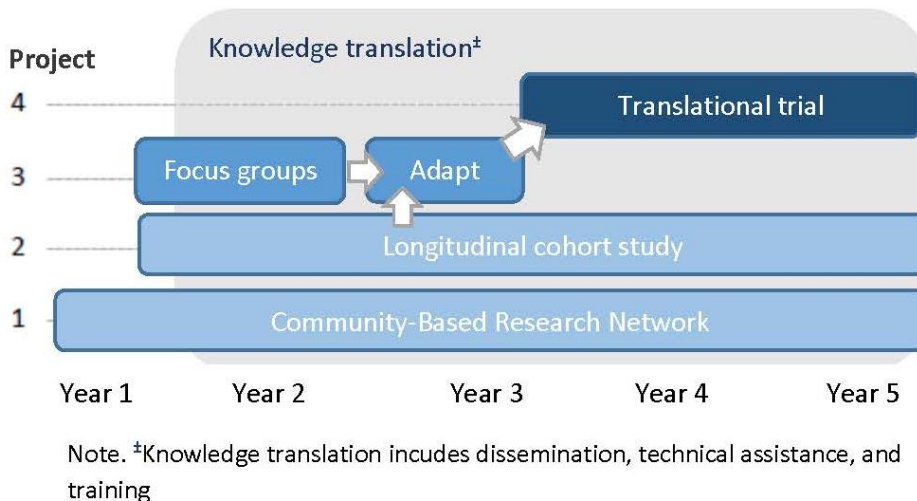 Knowledge translation‡
Project
4
Translational trial
3
Focus groups
Adapt
2
Longitudinal cohort study
1
Community-Based Research Network
Year 1 Year 2 Year 3 Year 4 Year 5
Note. ‡Knowledge translation incudes dissemination, technical assistance, and
training